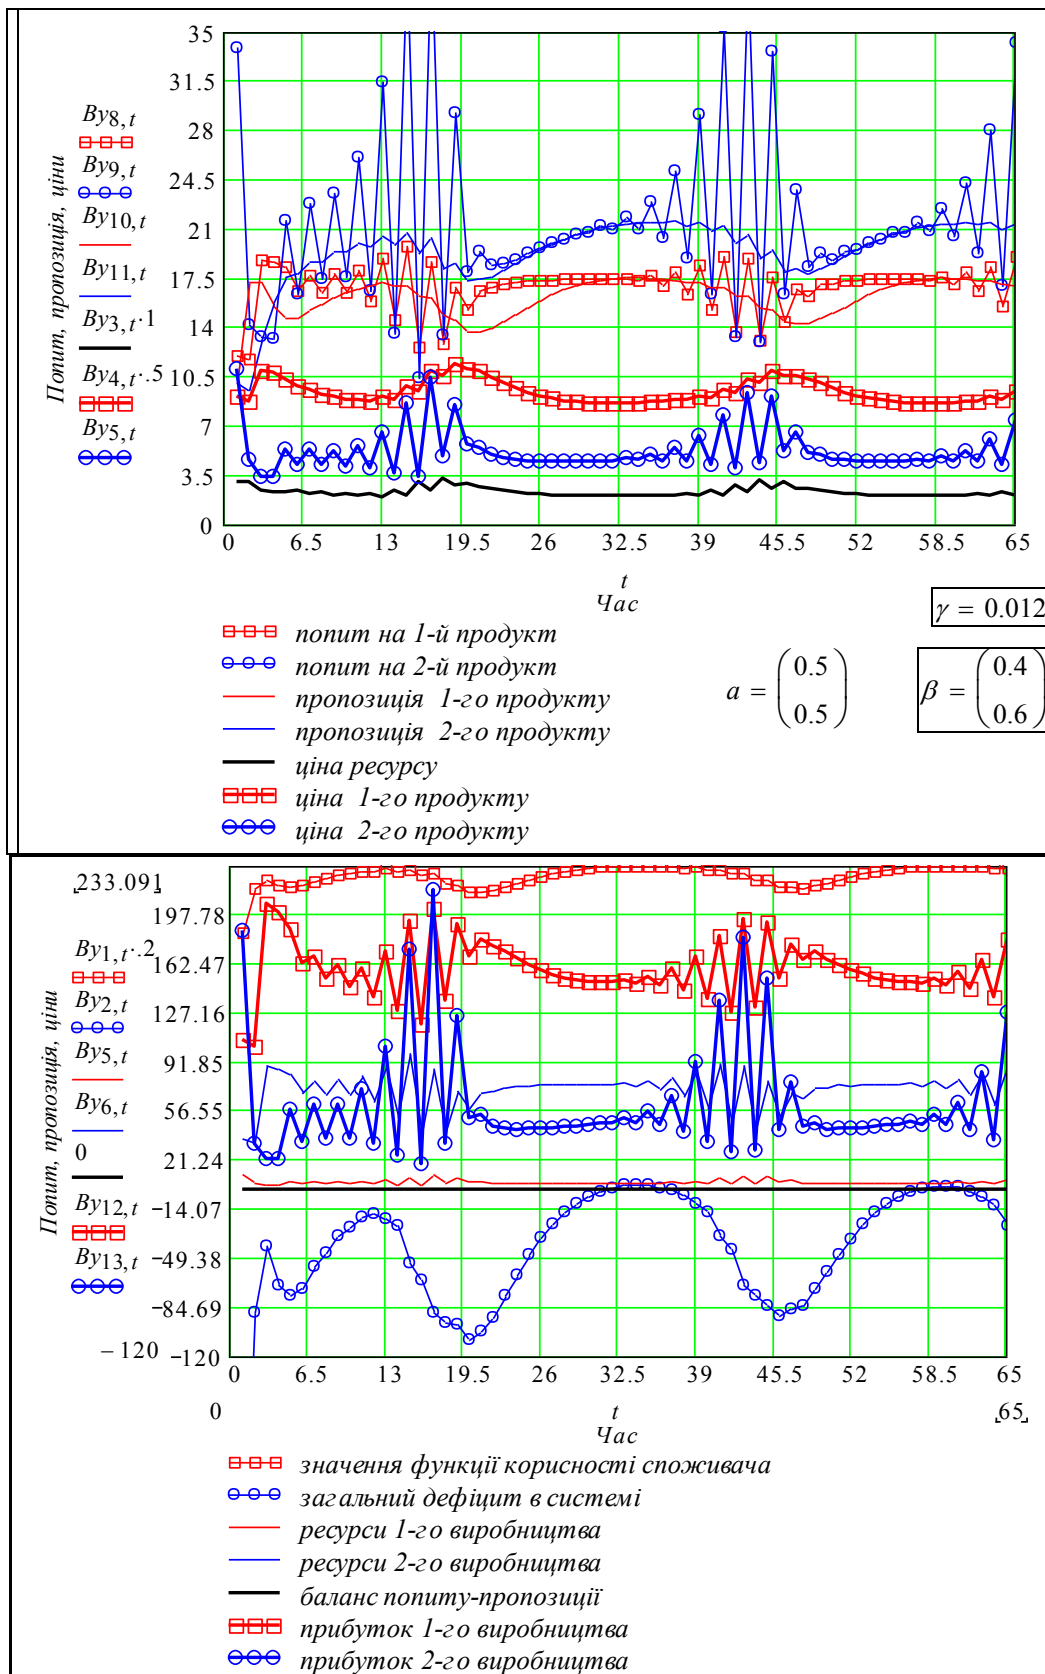 Попит, пропозиція, ціни
By8,t
By9,t
By10,t
By11,t
By3,t·1
By4,t·.5
By5,t
35
31.5
28
24.5
21
17.5
14
10.5
7
3.5
0
0 6.5 13 19.5 26 32.5 39 45.5 52 58.5 65
t
Час
попит на 1-й продукт
попит на 2-й продукт
пропозиція 1-го продукту
пропозиція 2-го продукту
ціна ресурсу
ціна 1-го продукту
ціна 2-го продукту
γ = 0.012
a = (0.5 0.5)
β = (0.4 0.6)
Попит, пропозиція, ціни
233.091
By1,t·.2
By2,t
By5,t
By6,t
0
By12,t
By13,t
−120
197.78
162.47
127.16
91.85
56.55
21.24
−14.07
−49.38
−84.69
−120
0 6.5 13 19.5 26 32.5 39 45.5 52 58.5 65
0
65
t
Час
значення функції корисності споживача
загальний дефіцит в системі
ресурси 1-го виробництва
ресурси 2-го виробництва
баланс попиту-пропозиції
прибуток 1-го виробництва
прибуток 2-го виробництва